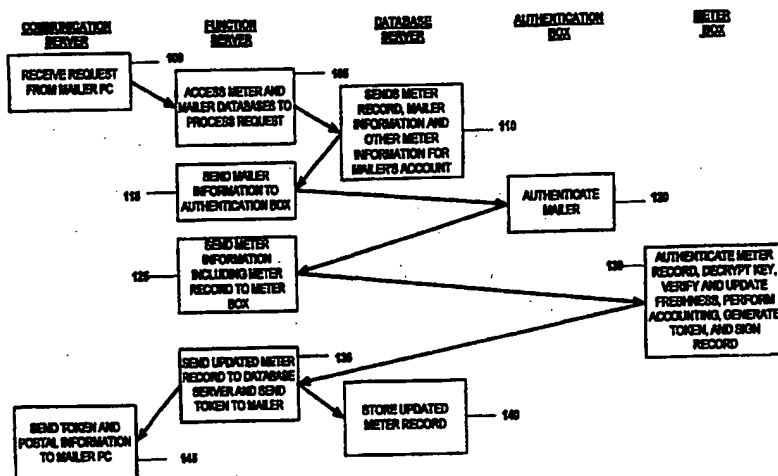 COMMUNICATION
SERVER
FUNCTION
SERVER
DATABASE
SERVER
AUTHENTICATION
BOX
METER
BOX
100
RECEIVE REQUEST
FROM MAILER PC
105
ACCESS METER AND
MAILER DATABASES TO
PROCESS REQUEST
SENDS METER
RECORD, MAILER
INFORMATION AND
OTHER METER
INFORMATION FOR
MAILER'S ACCOUNT
110
115
SEND MAILER
INFORMATION TO
AUTHENTICATION BOX
AUTHENTICATE
MAILER
120
125
SEND METER
INFORMATION
INCLUDING METER
RECORD TO METER
BOX
130
AUTHENTICATE METER
RECORD, DECRYPT KEY,
VERIFY AND UPDATE
FRESHNESS, PERFORM
ACCOUNTING, GENERATE
TOKEN, AND SIGN
RECORD
135
SEND UPDATED METER
RECORD TO DATABASE
SERVER AND SEND
TOKEN TO MAILER
STORE UPDATED
METER RECORD
140
SEND TOKEN AND
POSTAL INFORMATION
TO MAILER PC
145